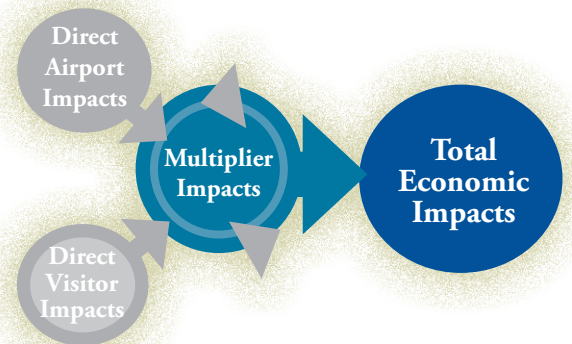 Direct
Airport
Impacts
Multiplier
Impacts
Total
Economic
Impacts
Direct
Visitor
Impacts